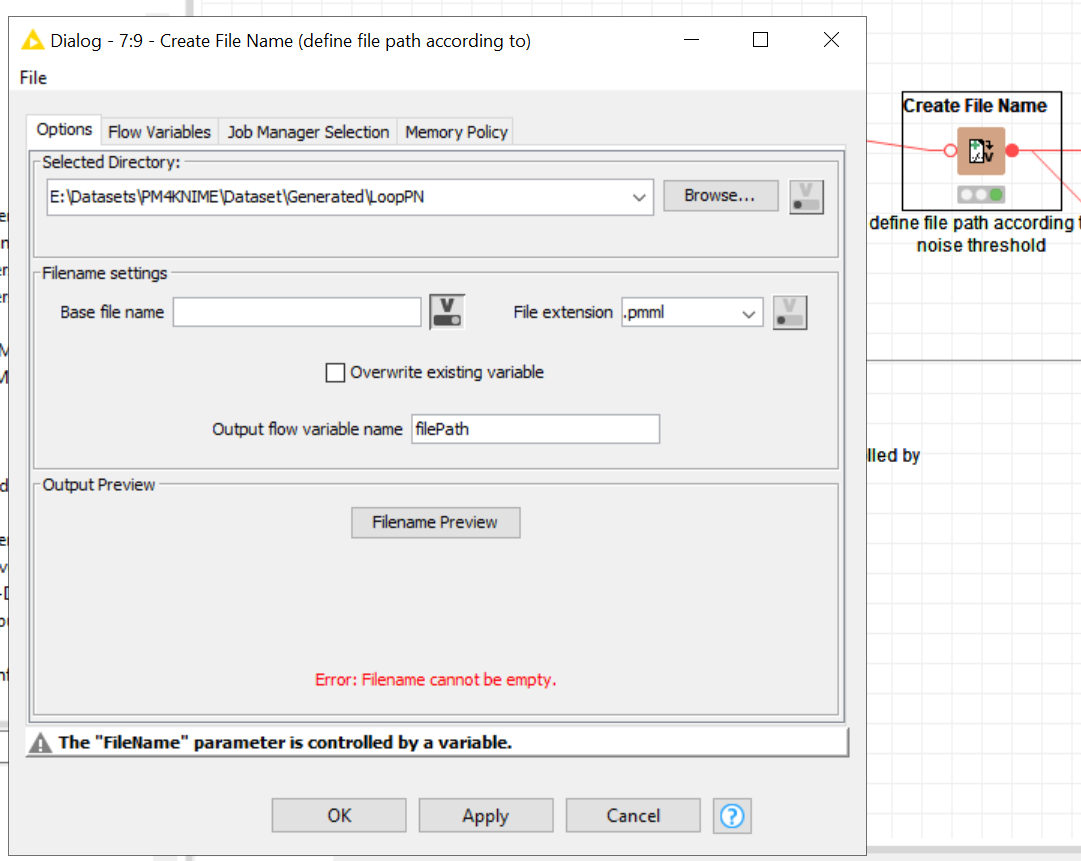 Dialog - 7:9 - Create File Name (define file path according to)
File
Options Flow Variables Job Manager Selection Memory Policy
Selected Directory:
E:\Datasets\PM4KNIME\Dataset\Generated\LoopPN
Browse...
V
Filename settings
Base file name
V
File extension .pmml
V
Overwrite existing variable
Output flow variable name filePath
Output Preview
Filename Preview
Error: Filename cannot be empty.
The "FileName" parameter is controlled by a variable.
OK Apply Cancel ?
Create File Name
V
define file path according
noise threshold
by